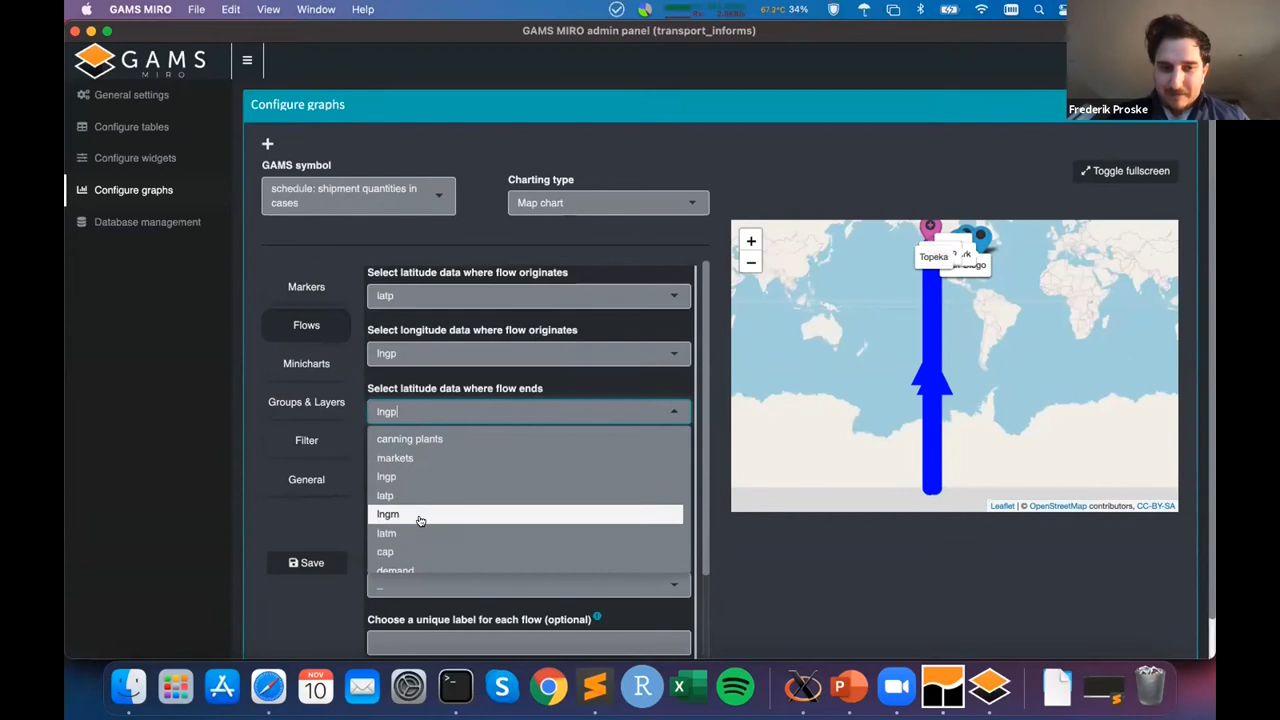 GAMS MIRO File Edit View Window Help 67.2°C 34%
GAMS MIRO admin panel (transport_informs)
GAMS
MIRO
Frederik Proske
General settings
Configure tables
Configure widgets
Configure graphs
Database management
Configure graphs
GAMS symbol
schedule: shipment quantities in
cases
Charting type
Map chart
Toggle fullscreen
Markers
Flows
Minicharts
Groups & Layers
Filter
General
Save
Select latitude data where flow originates
latp
Select longitude data where flow originates
lngp
Select latitude data where flow ends
lngp
canning plants
markets
lngp
latp
lngm
latm
cap
demand
_
Choose a unique label for each flow (optional)
+
−
Topeka
Leaflet | © OpenStreetMap contributors, CC-BY-SA
NOV
10